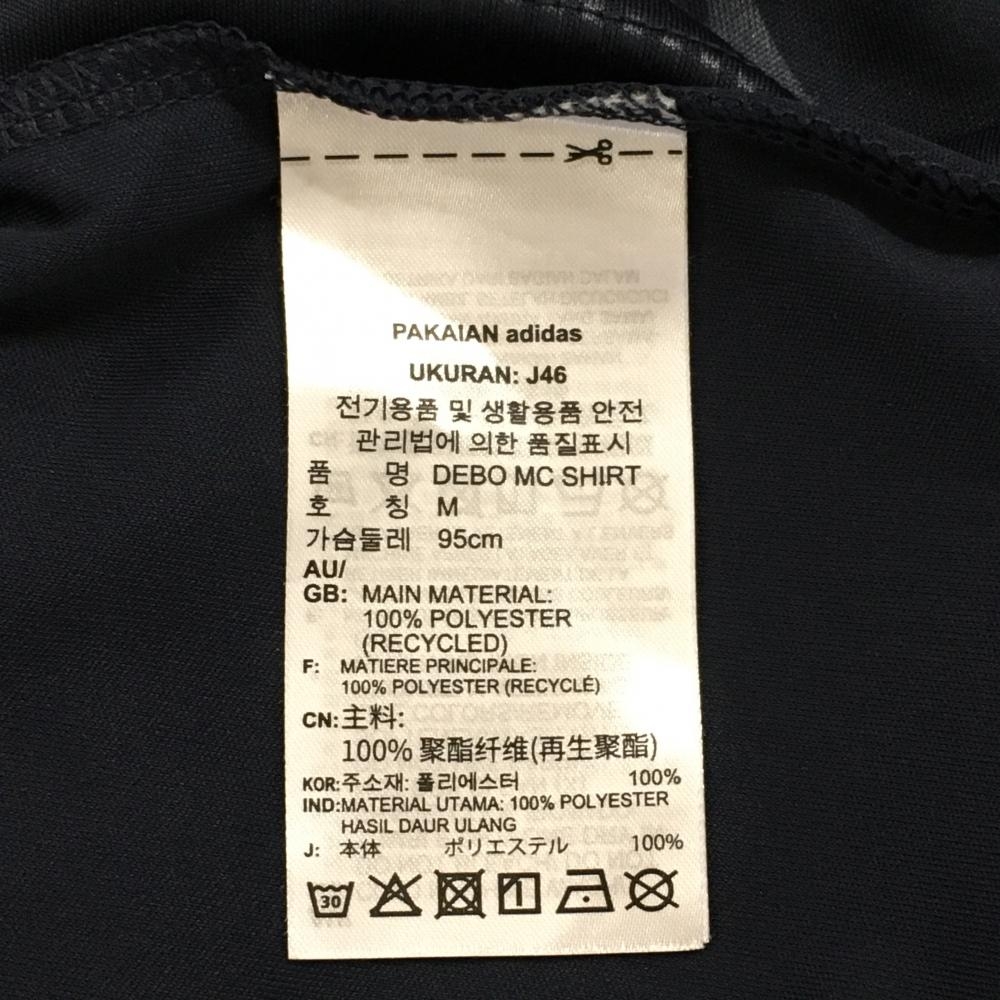 PAKAIAN adidas
UKURAN: J46
전기용품 및 생활용품 안전
관리법에 의한 품질표시
품 명 DEBO MC SHIRT
호 칭 M
가슴둘레 95cm
AU/
GB: MAIN MATERIAL:
100% POLYESTER
(RECYCLED)
F: MATIERE PRINCIPALE:
100% POLYESTER (RECYCLÉ)
CN:主料:
100% 聚酯纤维(再生聚酯)
KOR:주소재: 폴리에스터 100%
IND:MATERIAL UTAMA: 100% POLYESTER
HASIL DAUR ULANG
J: 本体 ポリエステル 100%
30